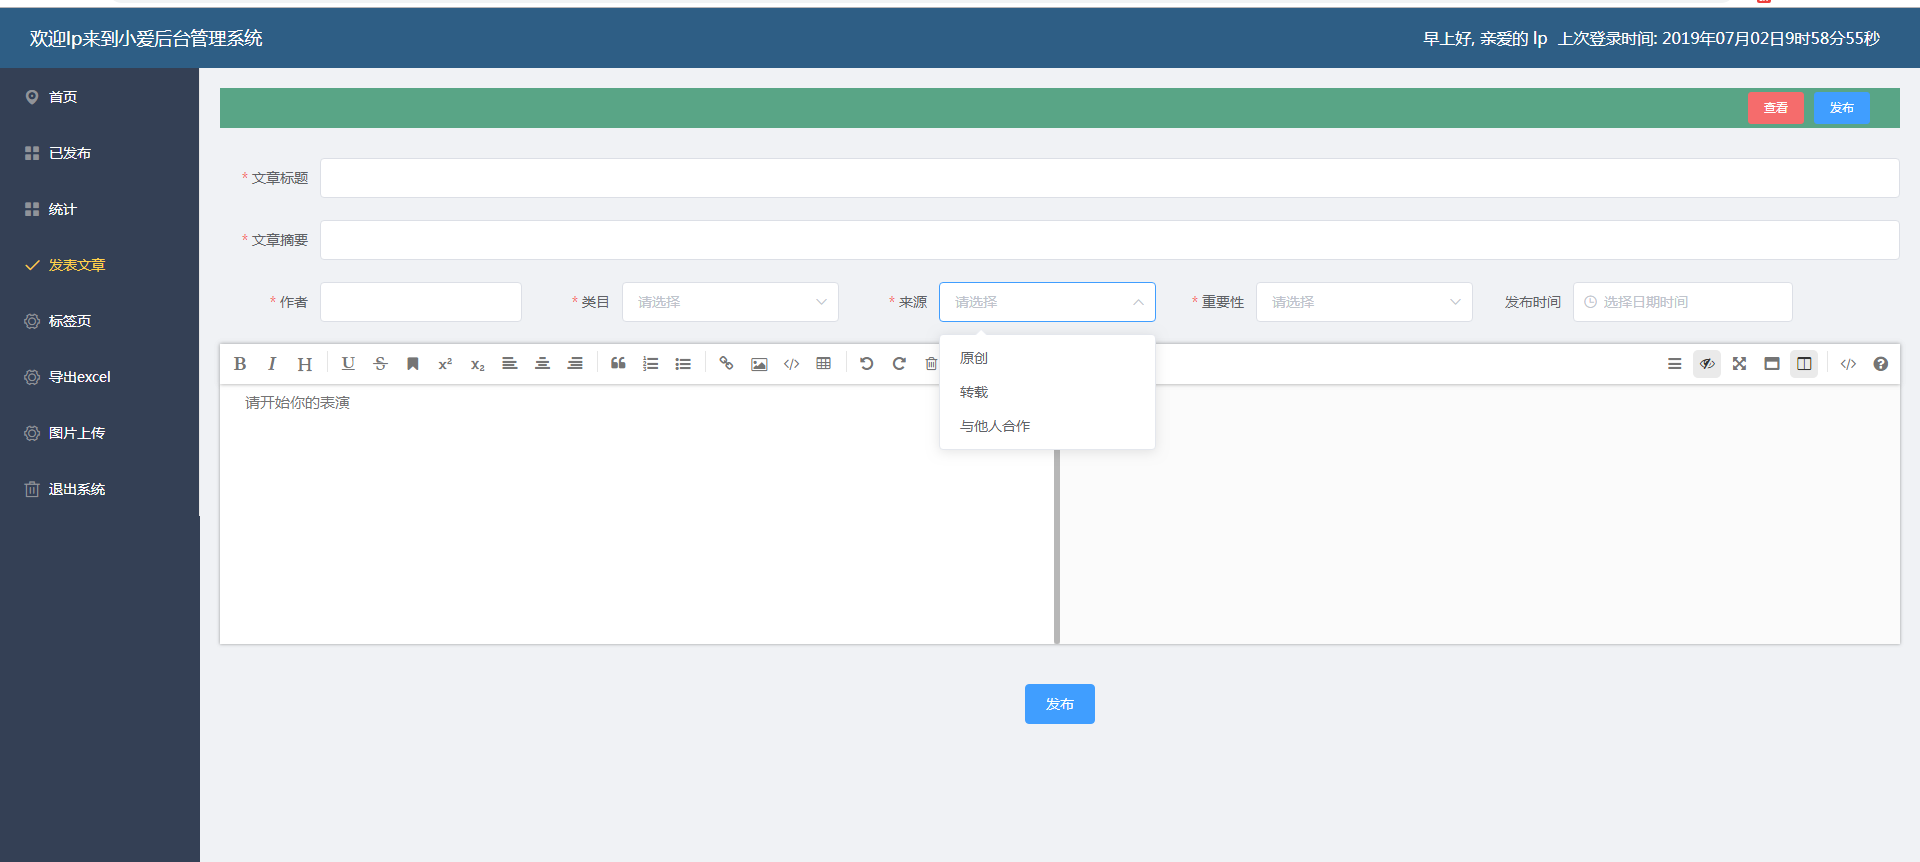 欢迎lp来到小爱后台管理系统
早上好, 亲爱的 lp 上次登录时间: 2019年07月02日9时58分55秒
首页
已发布
统计
发表文章
标签页
导出excel
图片上传
退出系统
查看 发布
* 文章标题
* 文章摘要
* 作者 * 类目 请选择 * 来源 请选择 * 重要性 请选择 发布时间 选择日期时间
B I H U S x² x₂
原创
转载
与他人合作
请开始你的表演
发布